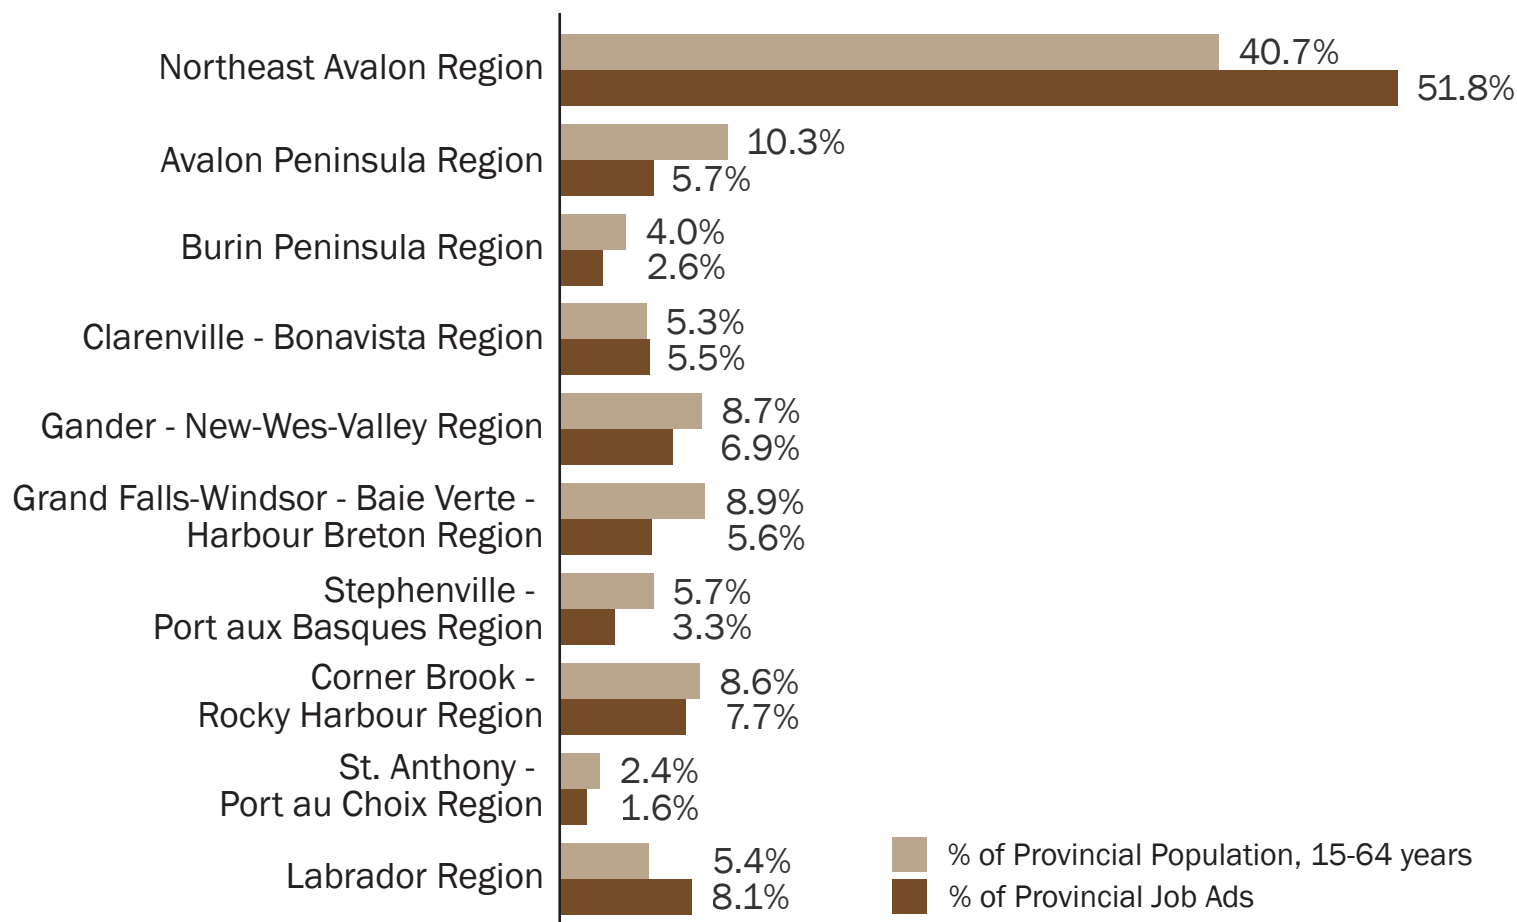 Northeast Avalon Region
40.7%
51.8%
Avalon Peninsula Region
10.3%
5.7%
Burin Peninsula Region
4.0%
2.6%
Clarenville - Bonavista Region
5.3%
5.5%
Gander - New-Wes-Valley Region
8.7%
6.9%
Grand Falls-Windsor - Baie Verte -
Harbour Breton Region
8.9%
5.6%
Stephenville -
Port aux Basques Region
5.7%
3.3%
Corner Brook -
Rocky Harbour Region
8.6%
7.7%
St. Anthony -
Port au Choix Region
2.4%
1.6%
Labrador Region
5.4%
8.1%
% of Provincial Population, 15-64 years
% of Provincial Job Ads